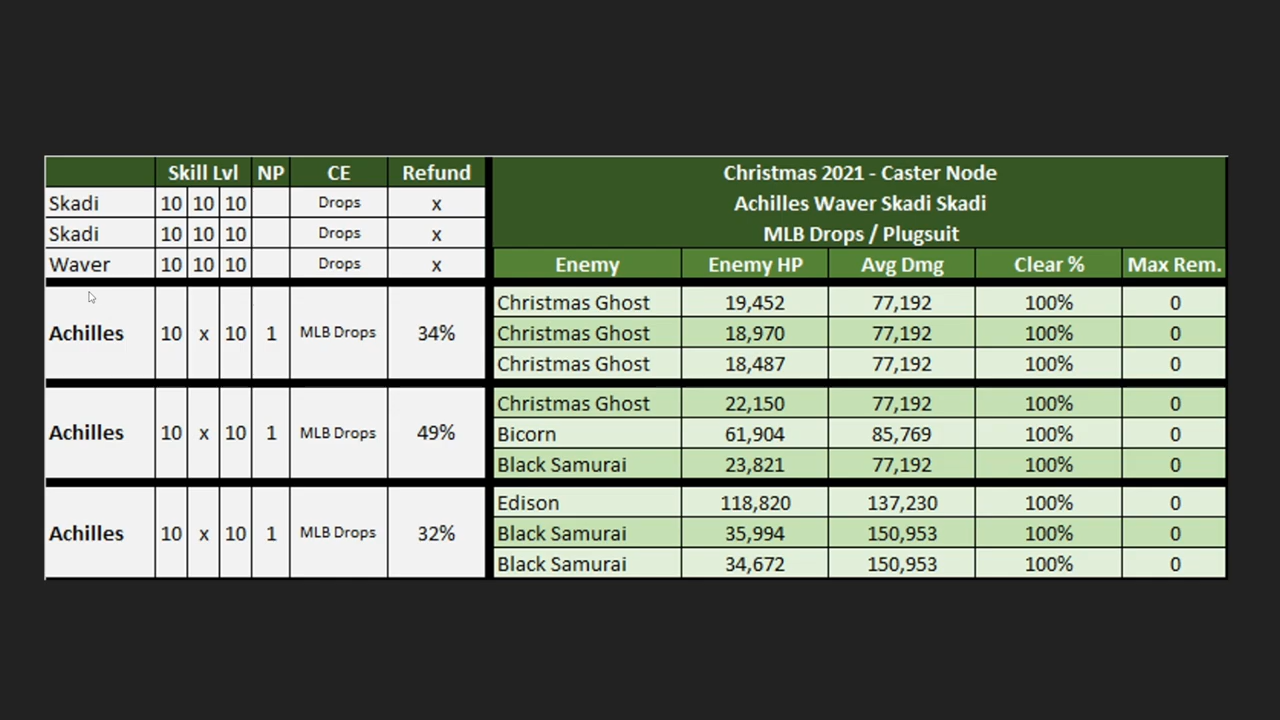 Skill Lvl NP CE Refund
Skadi 10 10 10 Drops x
Skadi 10 10 10 Drops x
Waver 10 10 10 Drops x
Achilles 10 x 10 1 MLB Drops 34%
Achilles 10 x 10 1 MLB Drops 49%
Achilles 10 x 10 1 MLB Drops 32%
Christmas 2021 - Caster Node
Achilles Waver Skadi Skadi
MLB Drops / Plugsuit
Enemy Enemy HP Avg Dmg Clear % Max Rem.
Christmas Ghost 19,452 77,192 100% 0
Christmas Ghost 18,970 77,192 100% 0
Christmas Ghost 18,487 77,192 100% 0
Christmas Ghost 22,150 77,192 100% 0
Bicorn 61,904 85,769 100% 0
Black Samurai 23,821 77,192 100% 0
Edison 118,820 137,230 100% 0
Black Samurai 35,994 150,953 100% 0
Black Samurai 34,672 150,953 100% 0